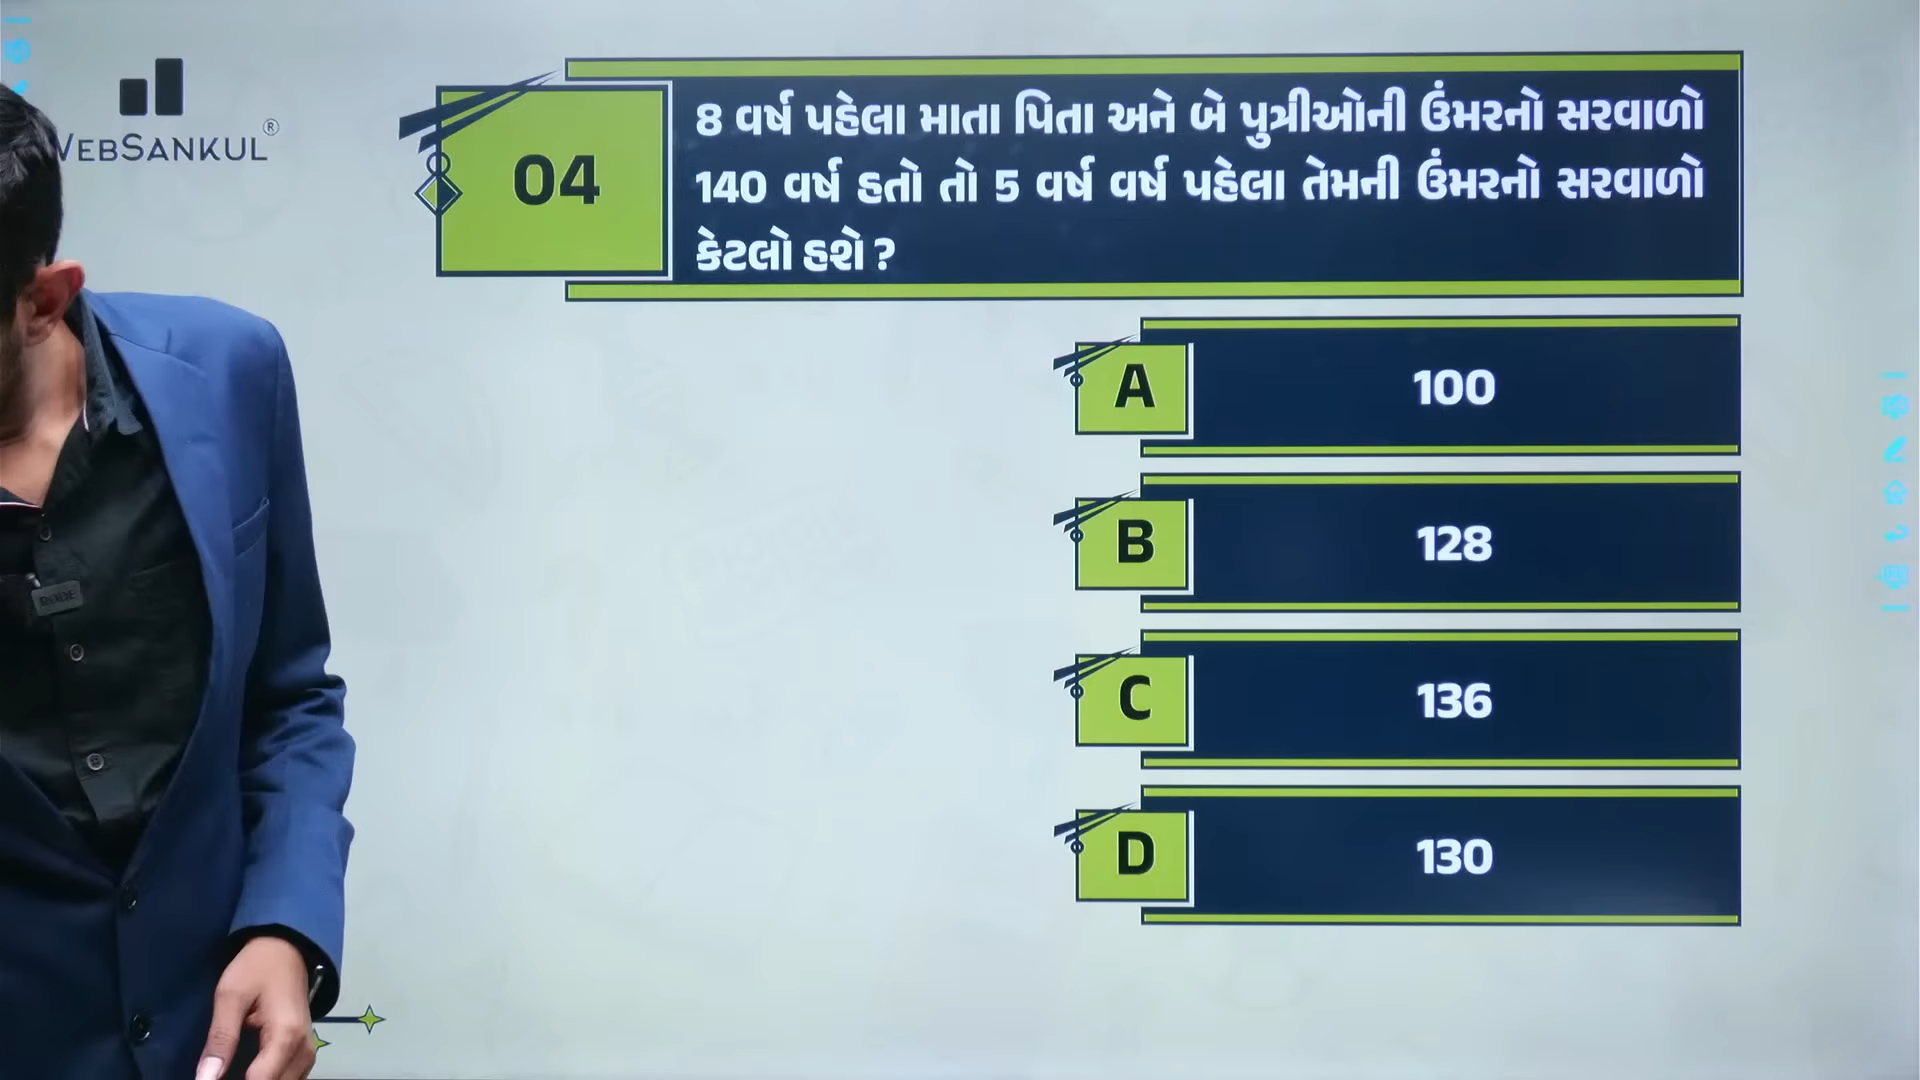 WEBSANKUL®
04
8 વર્ષ પહેલા માતા પિતા અને બે પુત્રીઓની ઉંમરનો સરવાળો
140 વર્ષ હતો તો 5 વર્ષ વર્ષ પહેલા તેમની ઉંમરનો સરવાળો
કેટલો હશે ?
A
100
B
128
C
136
D
130
RODE